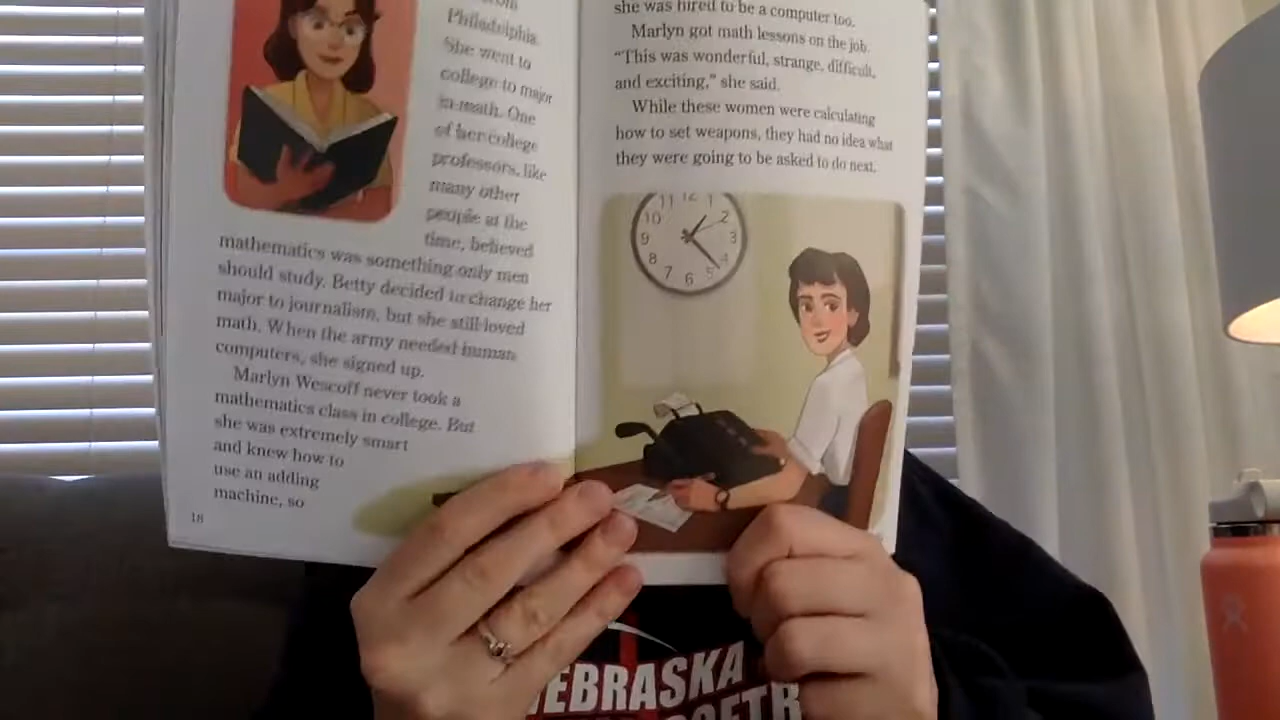 Philadelphia.
She went to
college to major
in math. One
of her college
professors, like
many other
people at the
time, believed
mathematics was something only men
should study. Betty decided to change her
major to journalism, but she still loved
math. When the army needed human
computers, she signed up.
Marlyn Wescoff never took a
mathematics class in college. But
she was extremely smart
and knew how to
use an adding
machine, so
18
she was hired to be a computer too.
Marlyn got math lessons on the job.
"This was wonderful, strange, difficult,
and exciting," she said.
While these women were calculating
how to set weapons, they had no idea what
they were going to be asked to do next.
11 12 1
10 2
9 3
8 4
7 6 5
NEBRASKA